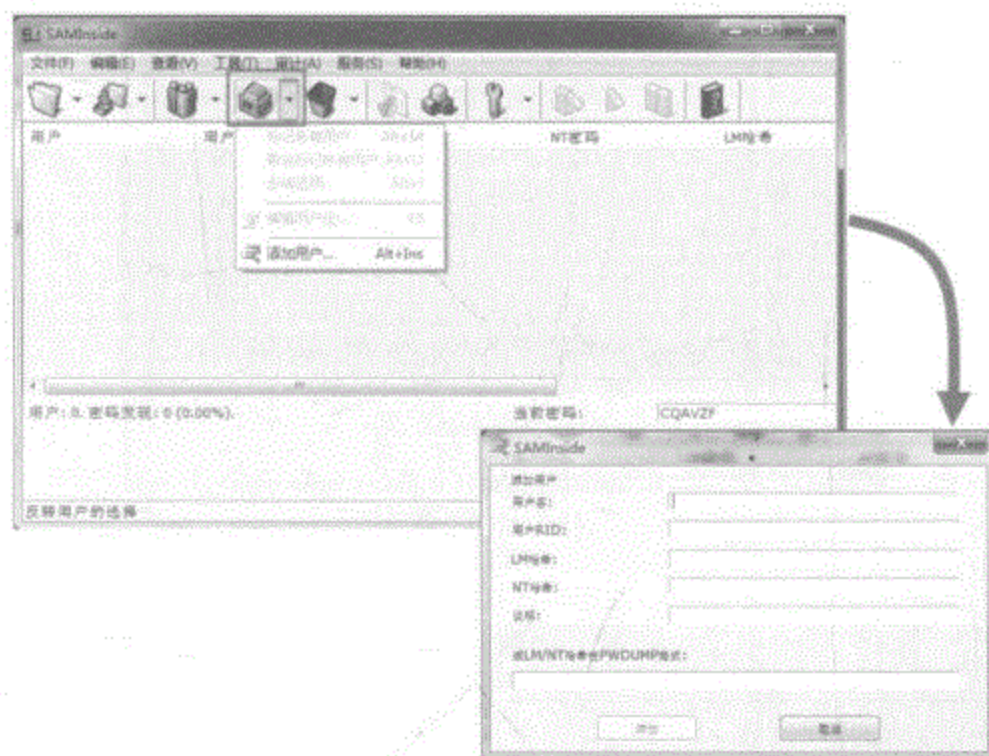 SAMInside
文件(F) 编辑(E) 查看(V) 工具(T) 审计(A) 服务(S) 帮助(H)
用户
用户
NT密码
LM哈希
添加用户... Alt+Ins
用户: 0. 密码发现: 0 (0.00%).
当前密码:
CQAVZF
反转用户的选择
SAMInside
添加用户
用户名:
用户RID:
LM哈希:
NT哈希:
说明:
或LM/NT哈希在PWDUMP格式:
添加
取消